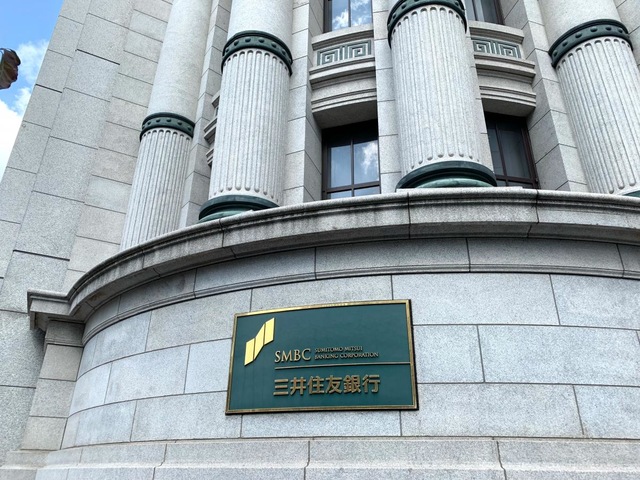 SMBC
SUMITOMO MITSUI
BANKING CORPORATION
三井住友銀行